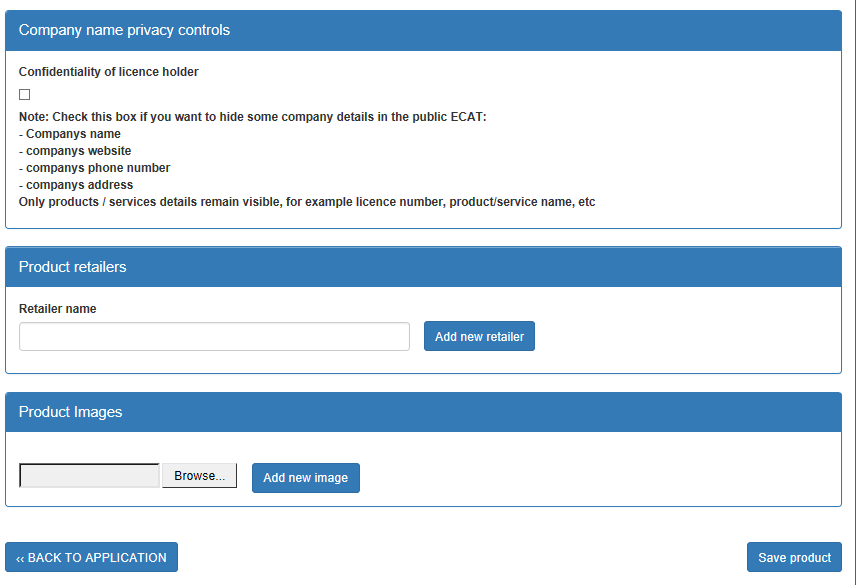 Company name privacy controls
Confidentiality of licence holder
Note: Check this box if you want to hide some company details in the public ECAT:
- Companys name
- companys website
- companys phone number
- companys address
Only products / services details remain visible, for example licence number, product/service name, etc
Product retailers
Retailer name
Add new retailer
Product Images
Browse...
Add new image
‹‹ BACK TO APPLICATION
Save product